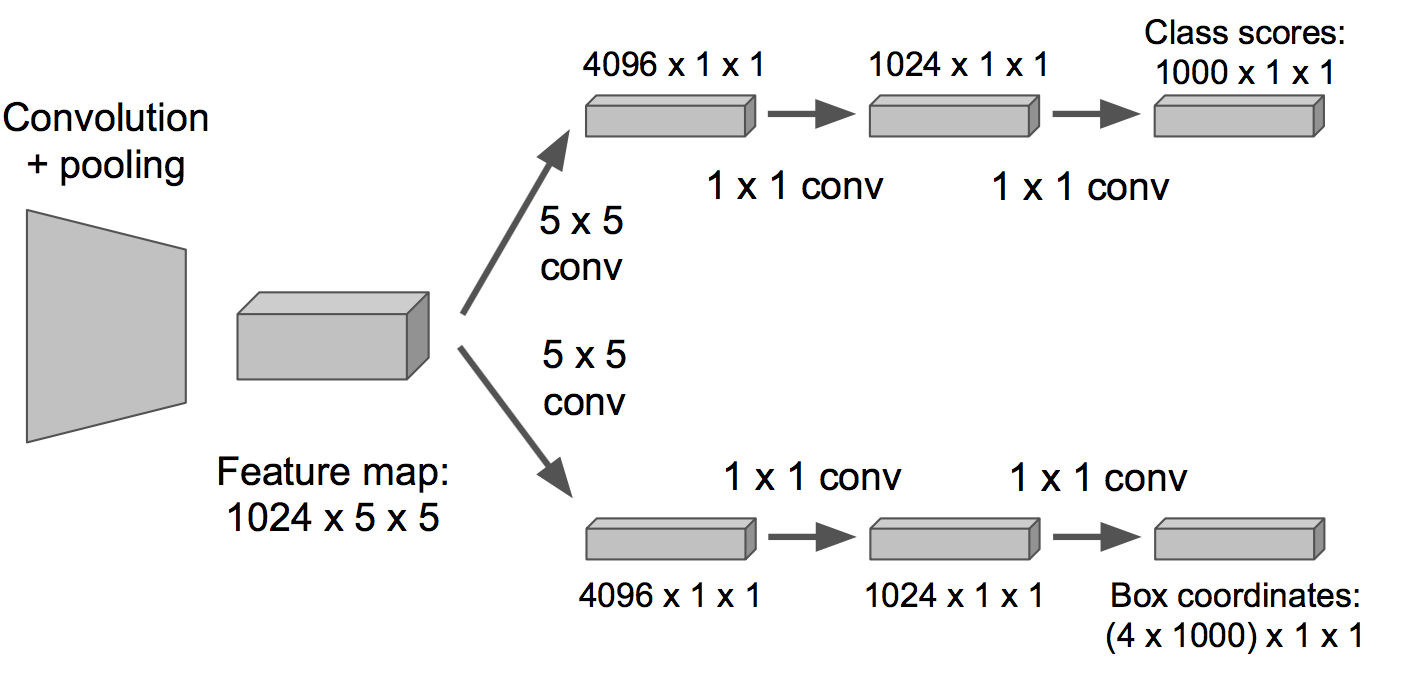 Convolution
+ pooling
Feature map:
1024 x 5 x 5
5 x 5
conv
4096 x 1 x 1
1 x 1 conv
1024 x 1 x 1
1 x 1 conv
Class scores:
1000 x 1 x 1
5 x 5
conv
4096 x 1 x 1
1 x 1 conv
1024 x 1 x 1
1 x 1 conv
Box coordinates:
(4 x 1000) x 1 x 1